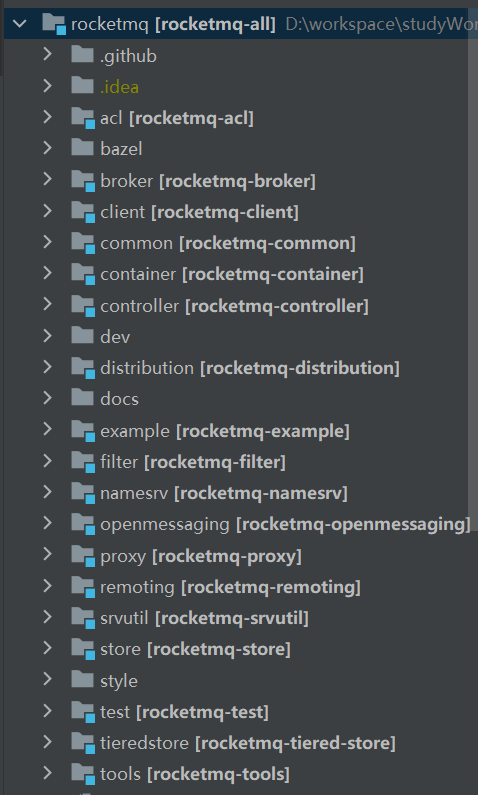 rocketmq [rocketmq-all] D:\workspace\studyWor
.github
.idea
acl [rocketmq-acl]
bazel
broker [rocketmq-broker]
client [rocketmq-client]
common [rocketmq-common]
container [rocketmq-container]
controller [rocketmq-controller]
dev
distribution [rocketmq-distribution]
docs
example [rocketmq-example]
filter [rocketmq-filter]
namesrv [rocketmq-namesrv]
openmessaging [rocketmq-openmessaging]
proxy [rocketmq-proxy]
remoting [rocketmq-remoting]
srvutil [rocketmq-srvutil]
store [rocketmq-store]
style
test [rocketmq-test]
tieredstore [rocketmq-tiered-store]
tools [rocketmq-tools]